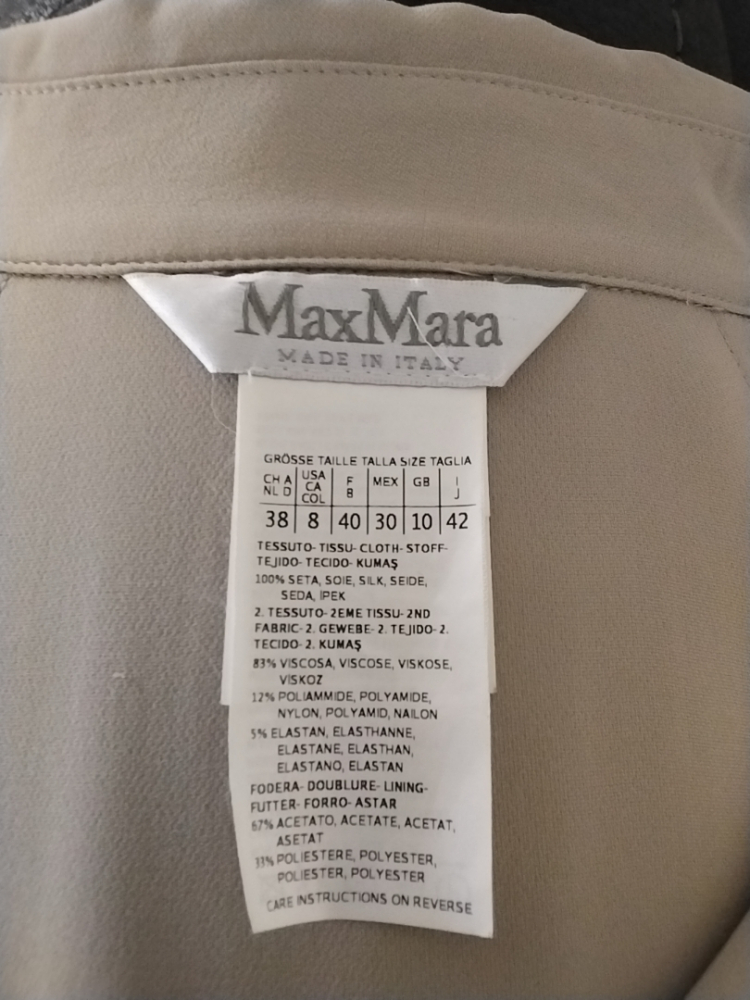 MaxMara
MADE IN ITALY
GRÖSSE TAILLE TALLA SIZE TAGLIA
CH A NL D USA CA COL F B MEX GB I J
38 8 40 30 10 42
TESSUTO- TISSU- CLOTH- STOFF-
TEJIDO- TECIDO- KUMAŞ
100% SETA, SOIE, SILK, SEIDE,
SEDA, IPEK
2. TESSUTO- 2EME TISSU- 2ND
FABRIC- 2. GEWEBE- 2. TEJIDO- 2.
TECIDO- 2. KUMAŞ
83% VISCOSA, VISCOSE, VISKOSE,
VISKOZ
12% POLIAMMIDE, POLYAMIDE,
NYLON, POLYAMID, NAILON
5% ELASTAN, ELASTHANNE,
ELASTANE, ELASTHAN,
ELASTANO, ELASTAN
FODERA- DOUBLURE- LINING-
FUTTER- FORRO- ASTAR
67% ACETATO, ACETATE, ACETAT,
ASETAT
33% POLIESTERE, POLYESTER,
POLIESTER, POLYESTER
CARE INSTRUCTIONS ON REVERSE